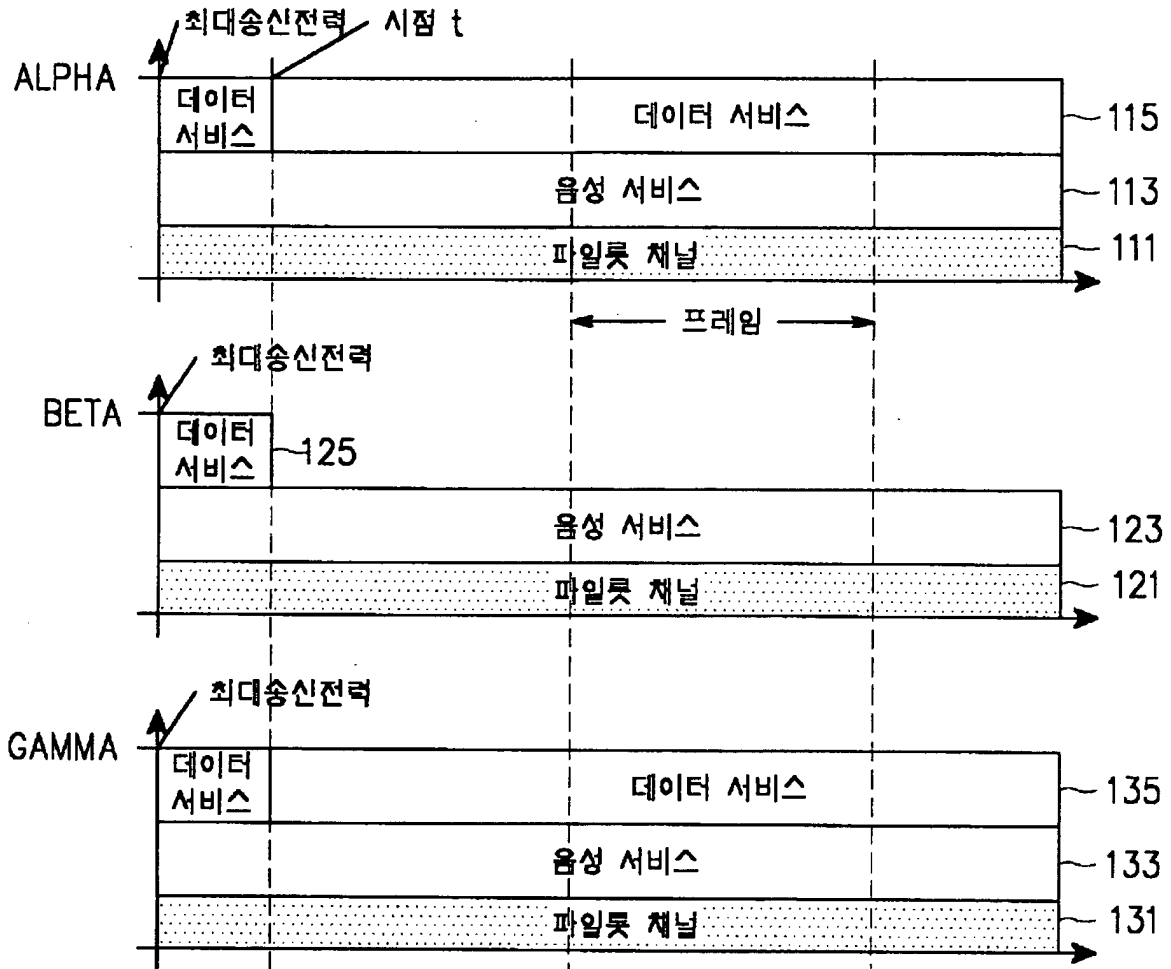 최대송신전력 시점 t
ALPHA
데이터
서비스
데이터 서비스
115
음성 서비스
113
파일롯 채널
111
프레임
최대송신전력
BETA
데이터
서비스
125
음성 서비스
123
파일롯 채널
121
최대송신전력
GAMMA
데이터
서비스
데이터 서비스
135
음성 서비스
133
파일롯 채널
131